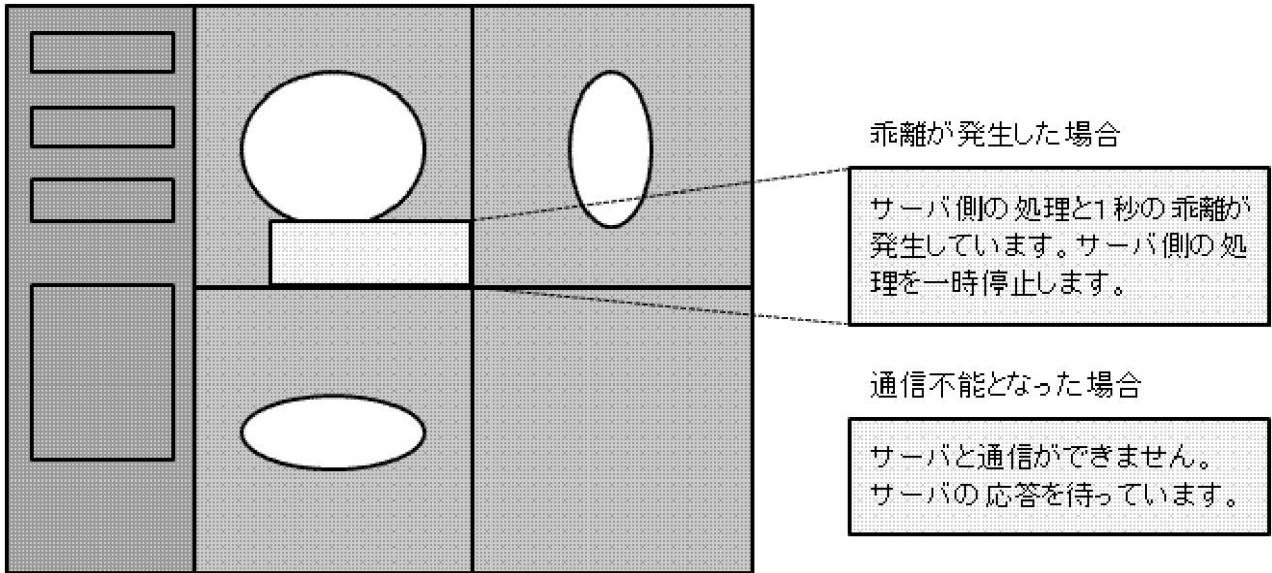 乖離が発生した場合
サーバ側の処理と1秒の乖離が
発生しています。サーバ側の処
理を一時停止します。
通信不能となった場合
サーバと通信ができません。
サーバの応答を待っています。